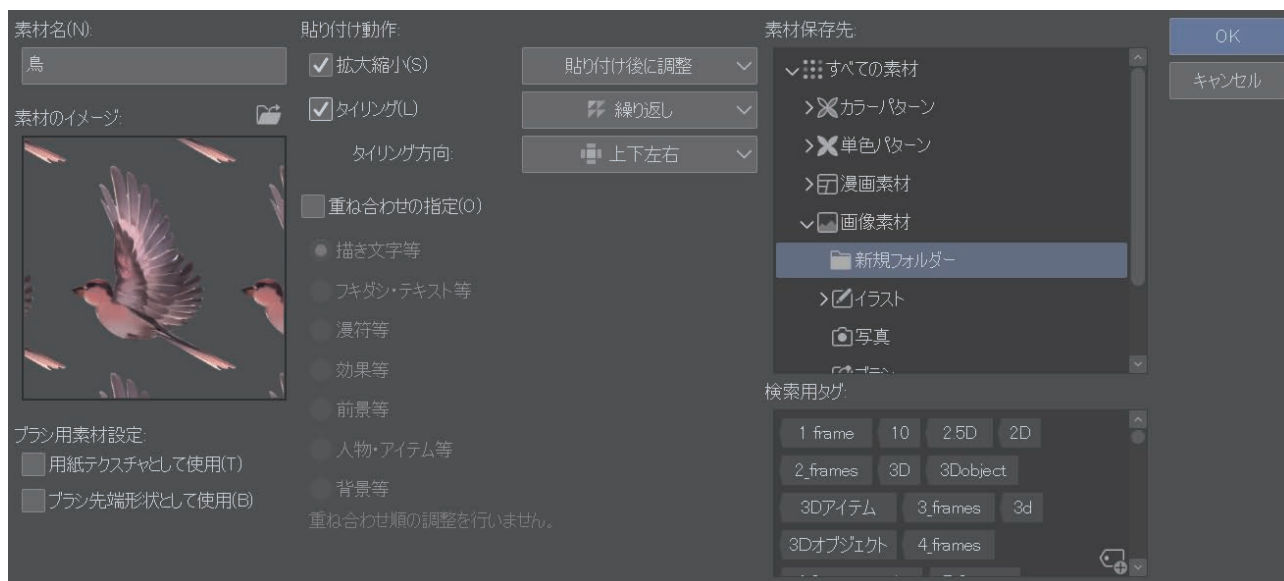 素材名(N):
鳥
素材のイメージ:
ブラシ用素材設定:
用紙テクスチャとして使用(T)
ブラシ先端形状として使用(B)
貼り付け動作:
拡大縮小(S)
貼り付け後に調整
タイリング(L)
繰り返し
タイリング方向:
上下左右
重ね合わせの指定(O)
描き文字等
フキダシ・テキスト等
漫符等
効果等
前景等
人物・アイテム等
背景等
重ね合わせ順の調整を行いません。
素材保存先:
すべての素材
カラーパターン
単色パターン
漫画素材
画像素材
新規フォルダー
イラスト
写真
ブラシ
検索用タグ:
1 frame 10 2.5D 2D
2_frames 3D 3Dobject
3Dアイテム 3_frames 3d
3Dオブジェクト 4_frames
OK
キャンセル